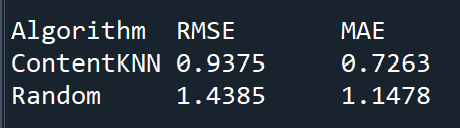 Algorithm RMSE MAE
ContentKNN 0.9375 0.7263
Random 1.4385 1.1478